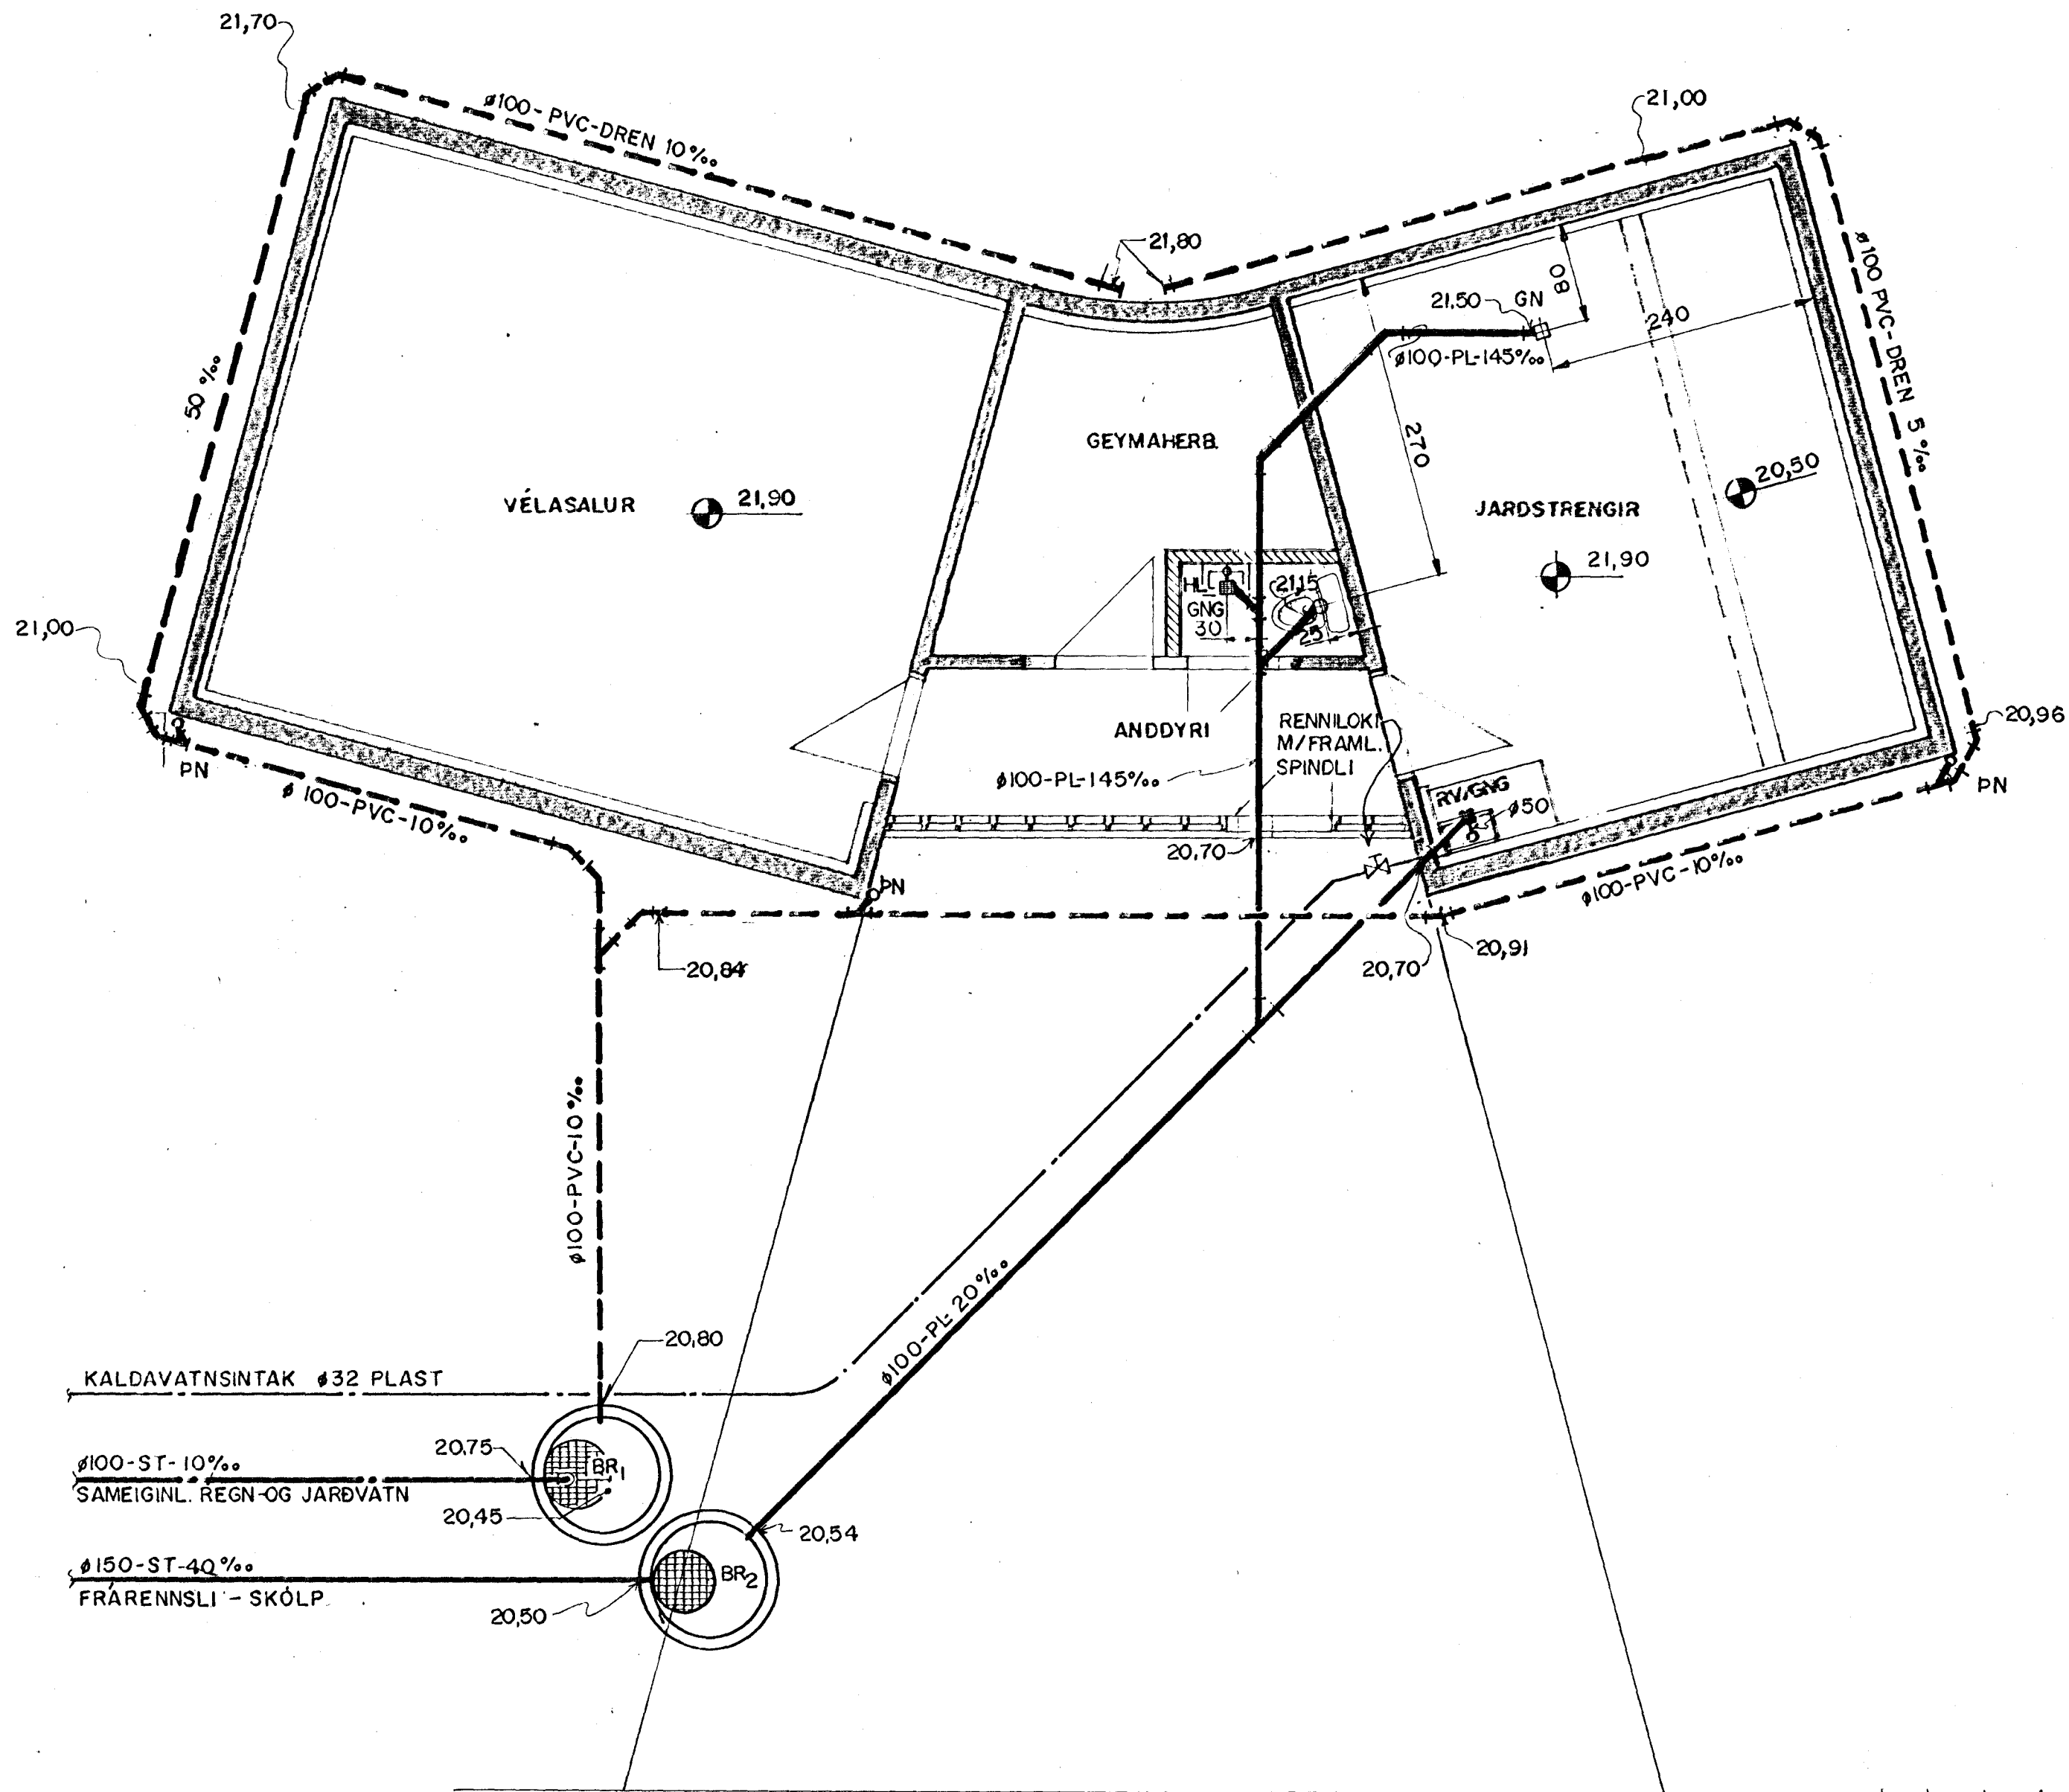 21,70
ø100-PVC-DREN 10‰
21,00
21,80
ø100 PVC-DREN 5‰
80
21,50
GN
240
ø100-PL-145‰
50‰
GEYMAHERB.
270
20,50
VÉLASALUR
21,90
JARDSTRENGIR
21,90
HL
GNG
30
21,15
25
21,00
20,96
ÞN
ANDDYRI
RENNILOKI
M/FRAML.
SPINDLI
ø100-PL-145‰
RV/GNG
ø50
ÞN
ø100-PVC-10‰
20,70
ÞN
ø100-PVC-10‰
20,84
20,70
20,91
ø100-PVC-10‰
ø100-PL-20‰
20,80
KALDAVATNSINTAK ø32 PLAST
20,75
BR1
ø100-ST-10‰
SAMEIGINL. REGN-OG JARÐVATN
20,45
20,54
ø150-ST-40‰
BR2
FRÁRENNSLI - SKÓLP
20,50